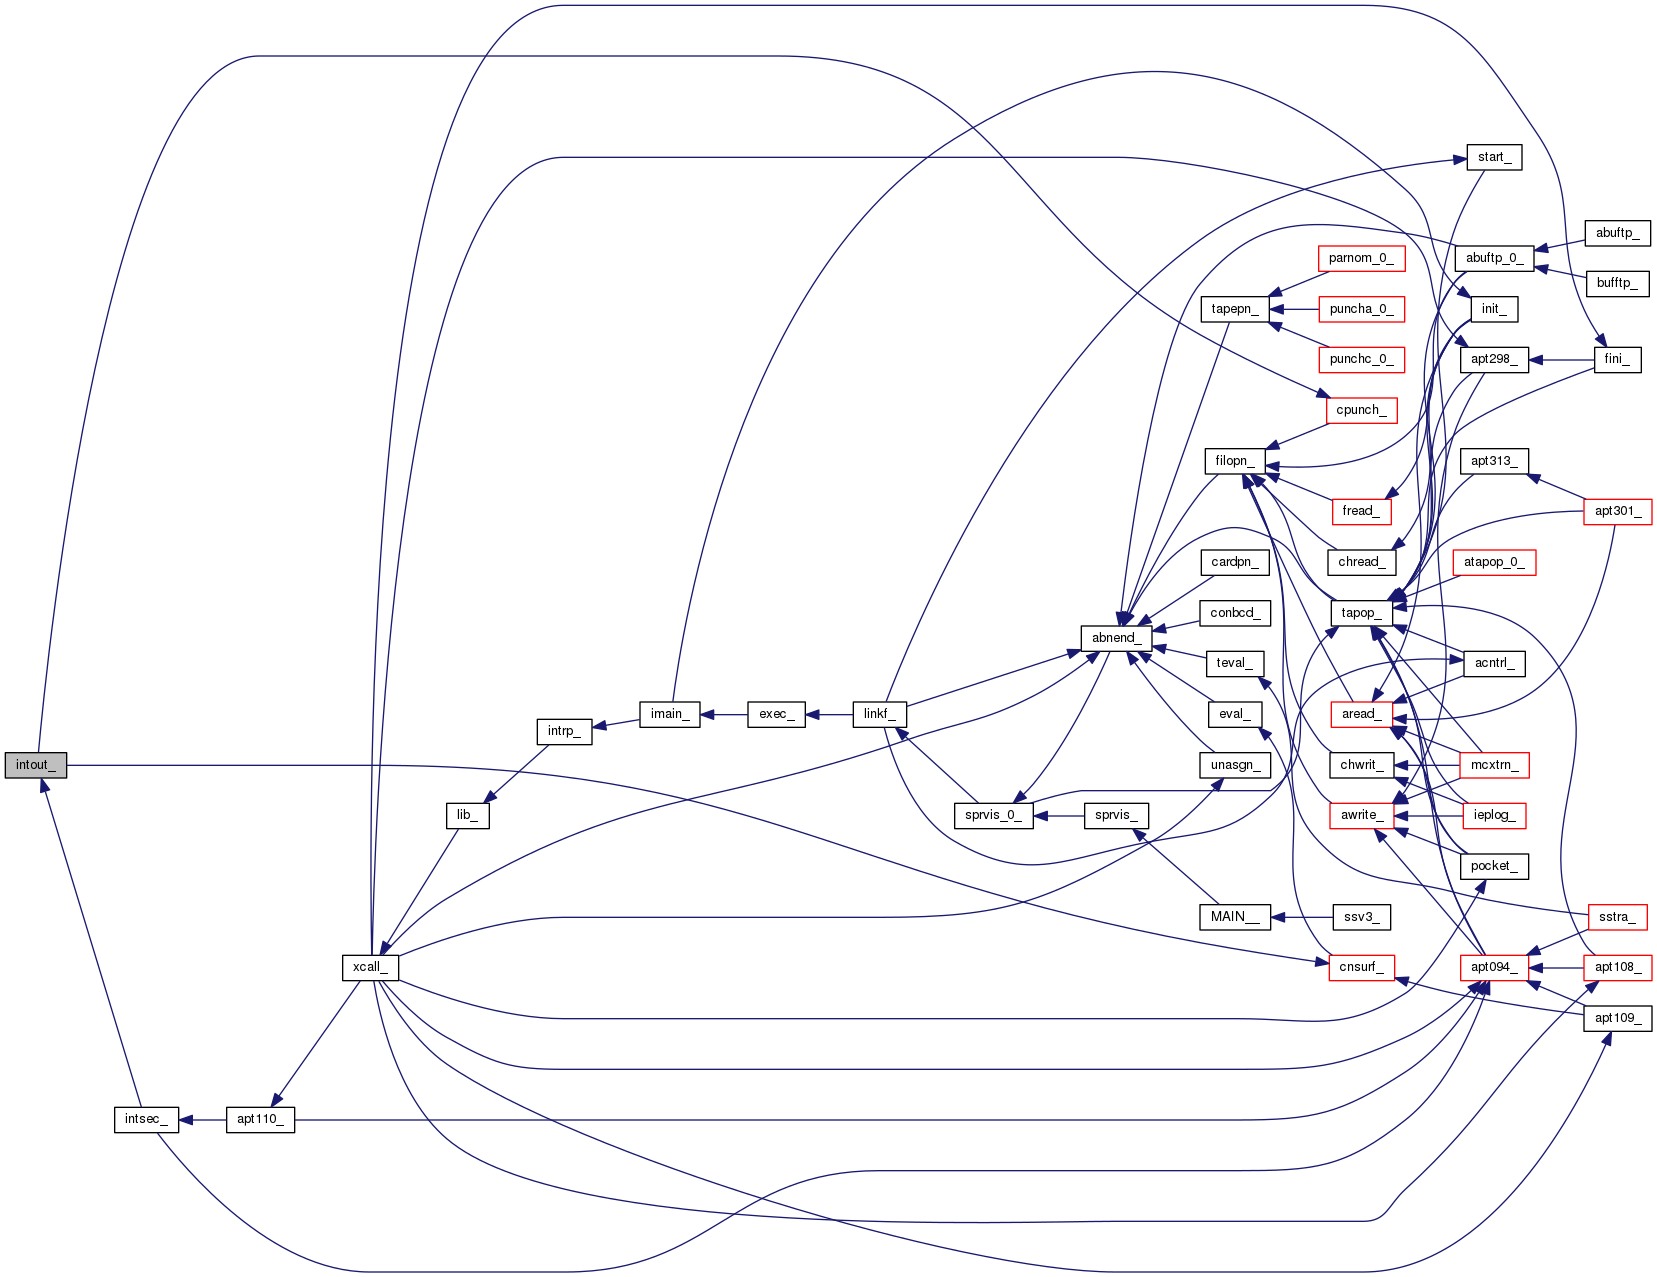 start_
abuftp_
abuftp_0_
parnom_0_
bufftp_
tapepn_
puncha_0_
init_
punchc_0_
apt298_
fini_
cpunch_
filopn_
apt313_
fread_
apt301_
cardpn_
chread_
atapop_0_
conbcd_
tapop_
abnend_
teval_
acntrl_
imain_
exec_
linkf_
eval_
aread_
intrp_
intout_
unasgn_
chwrit_
mcxtrn_
lib_
sprvis_0_
sprvis_
awrite_
ieplog_
pocket_
MAIN__
ssv3_
sstra_
xcall_
cnsurf_
apt094_
apt108_
apt109_
intsec_
apt110_